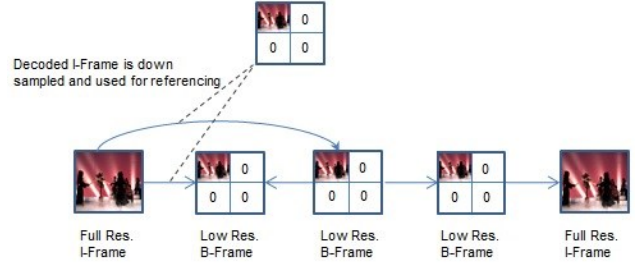 0
0 0
Decoded I-Frame is down
sampled and used for referencing
0 0 0
0 0 0 0 0 0
Full Res. Low Res. Low Res. Low Res. Full Res.
I-Frame B-Frame B-Frame B-Frame I-Frame